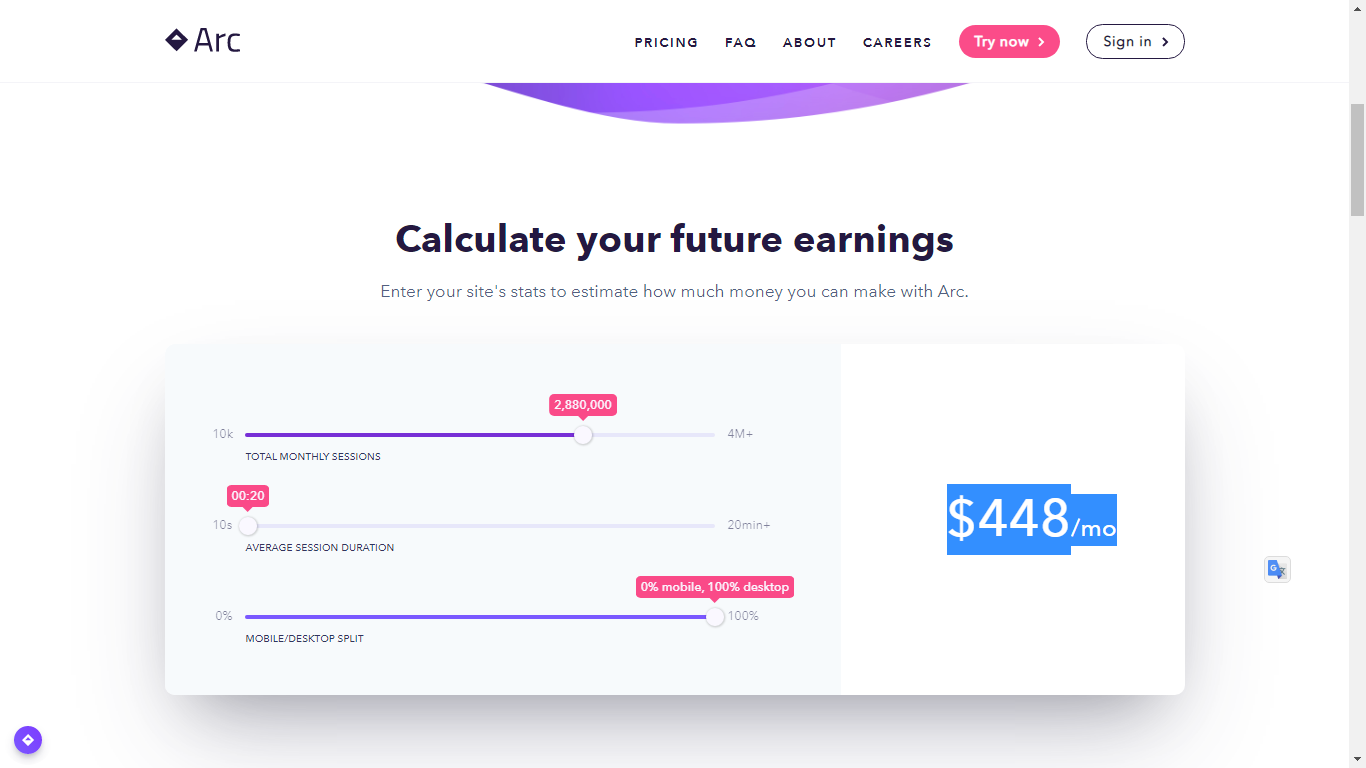 Arc
PRICING FAQ ABOUT CAREERS Try now Sign in
Calculate your future earnings
Enter your site's stats to estimate how much money you can make with Arc.
2,880,000
10k 4M+
TOTAL MONTHLY SESSIONS
00:20
10s 20min+
AVERAGE SESSION DURATION
$448/mo
0% mobile, 100% desktop
0% 100%
MOBILE/DESKTOP SPLIT